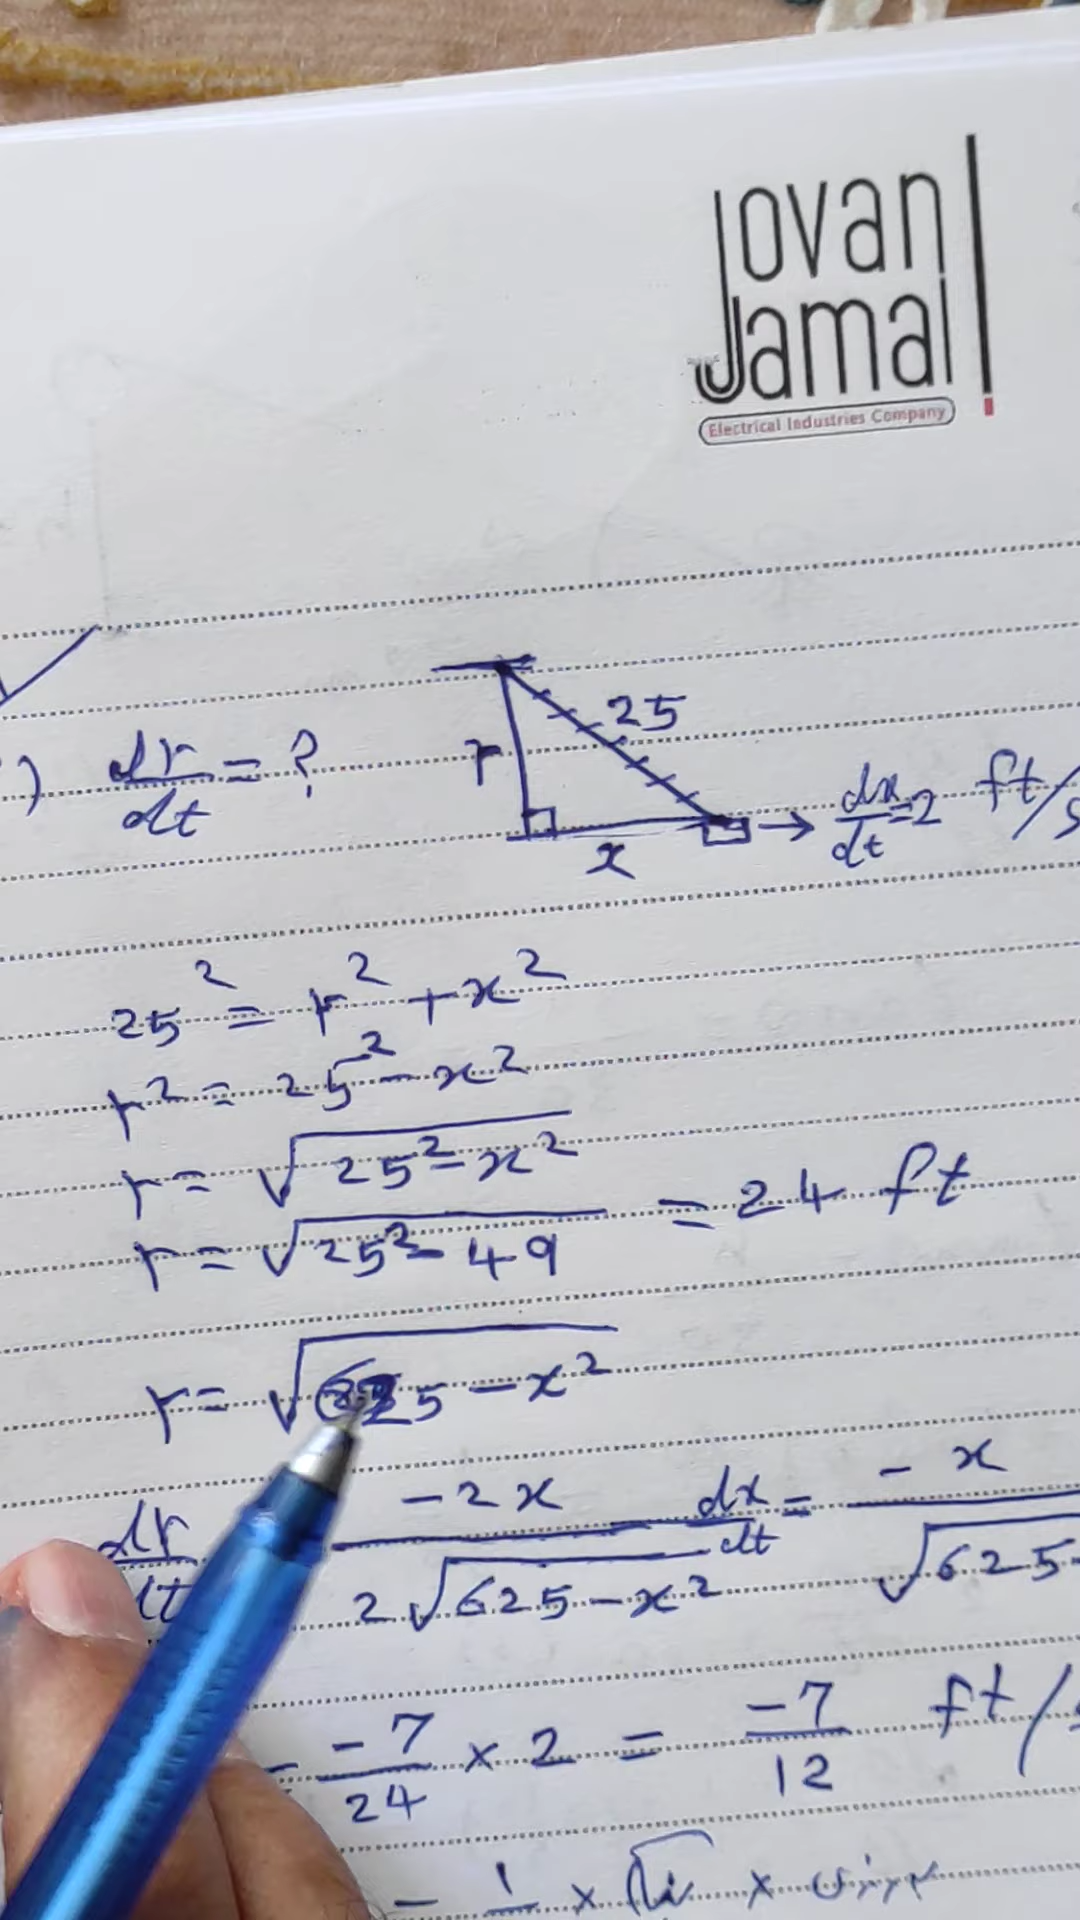 Jovan
Jamal
Electrical Industries Company
) dr/dt = ?
25
r
x
→ dx/dt = 2 ft/s
25² = r² + x²
r² = 25² - x²
r = √(25² - x²)
r = √(25² - 49) = 24 ft
r = √(625 - x²)
dr/dt -2x / 2√(625 - x²) dx/dt = -x / √(625 -
= -7/24 × 2 = -7/12 ft/
- 1 ×